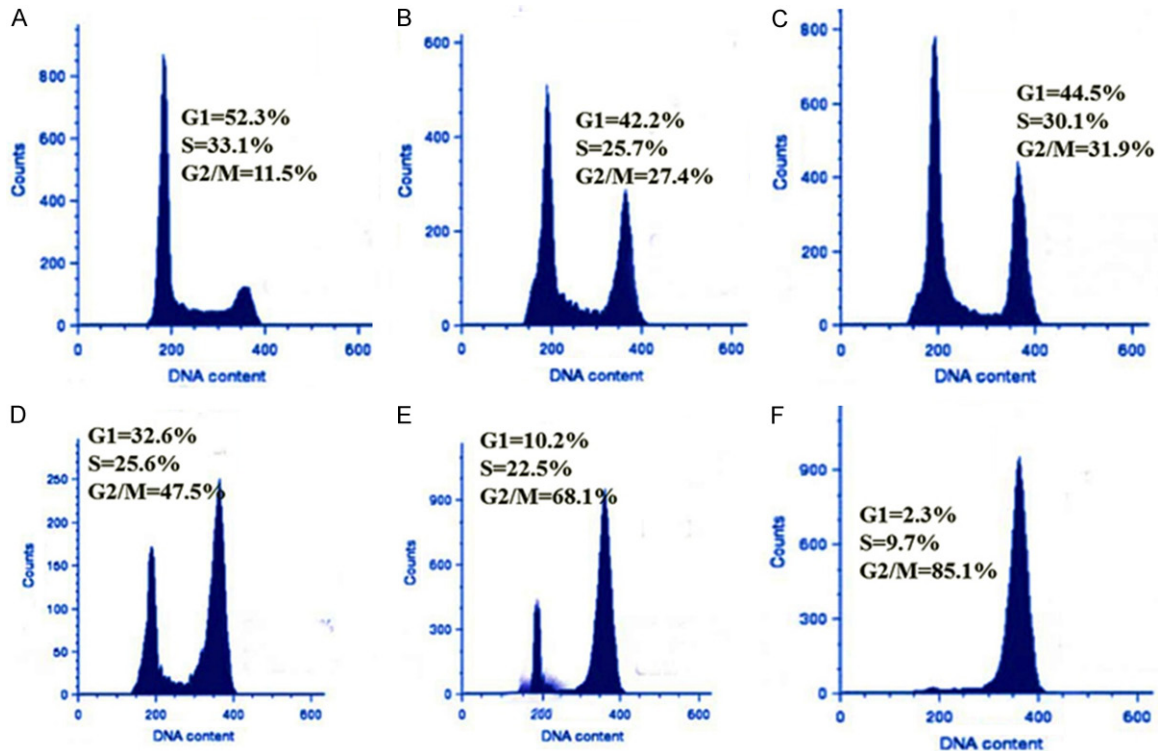 A
800
600
400
200
0
Counts
G1=52.3%
S=33.1%
G2/M=11.5%
0 200 400 600
DNA content
B
600
400
200
0
Counts
G1=42.2%
S=25.7%
G2/M=27.4%
0 200 400 600
DNA content
C
800
600
400
200
0
Counts
G1=44.5%
S=30.1%
G2/M=31.9%
0 200 400 600
DNA content
D
250
200
150
100
50
0
Counts
G1=32.6%
S=25.6%
G2/M=47.5%
0 200 400 600
DNA content
E
900
600
300
0
Counts
G1=10.2%
S=22.5%
G2/M=68.1%
0 200 400 600
DNA content
F
900
600
300
0
Counts
G1=2.3%
S=9.7%
G2/M=85.1%
0 200 400 600
DNA content